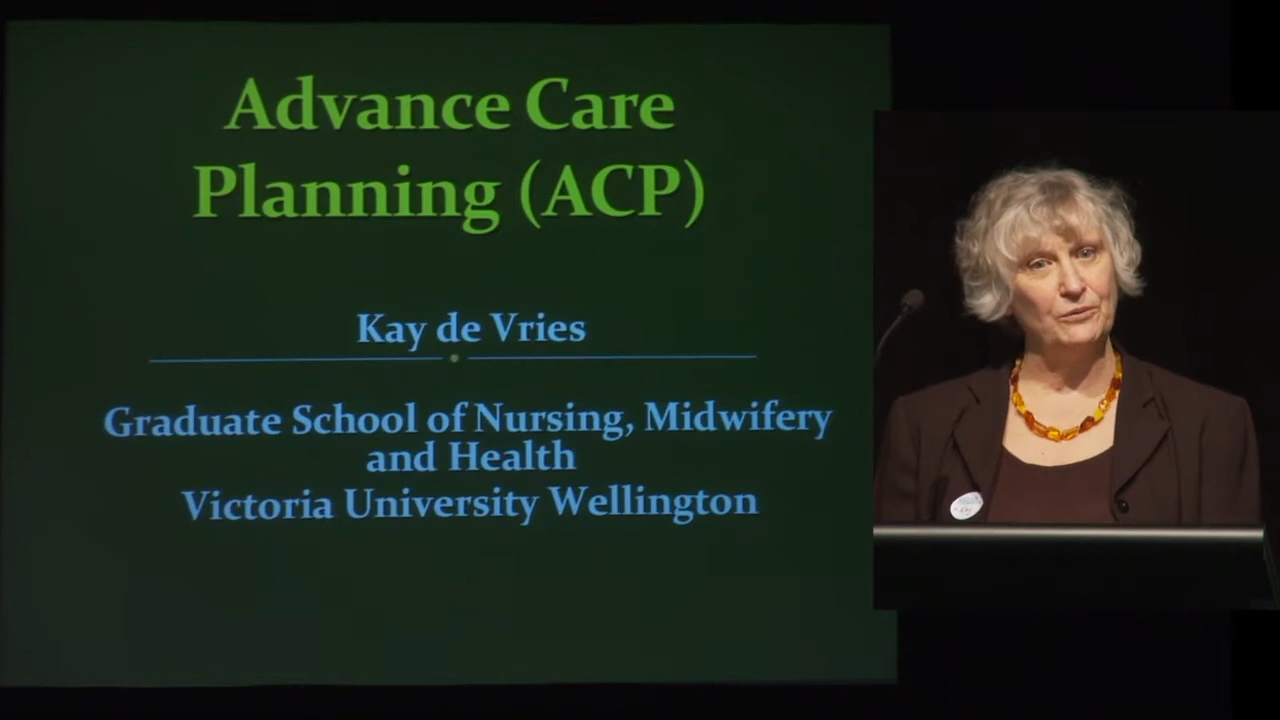 Advance Care
Planning (ACP)
Kay de Vries
Graduate School of Nursing, Midwifery
and Health
Victoria University Wellington